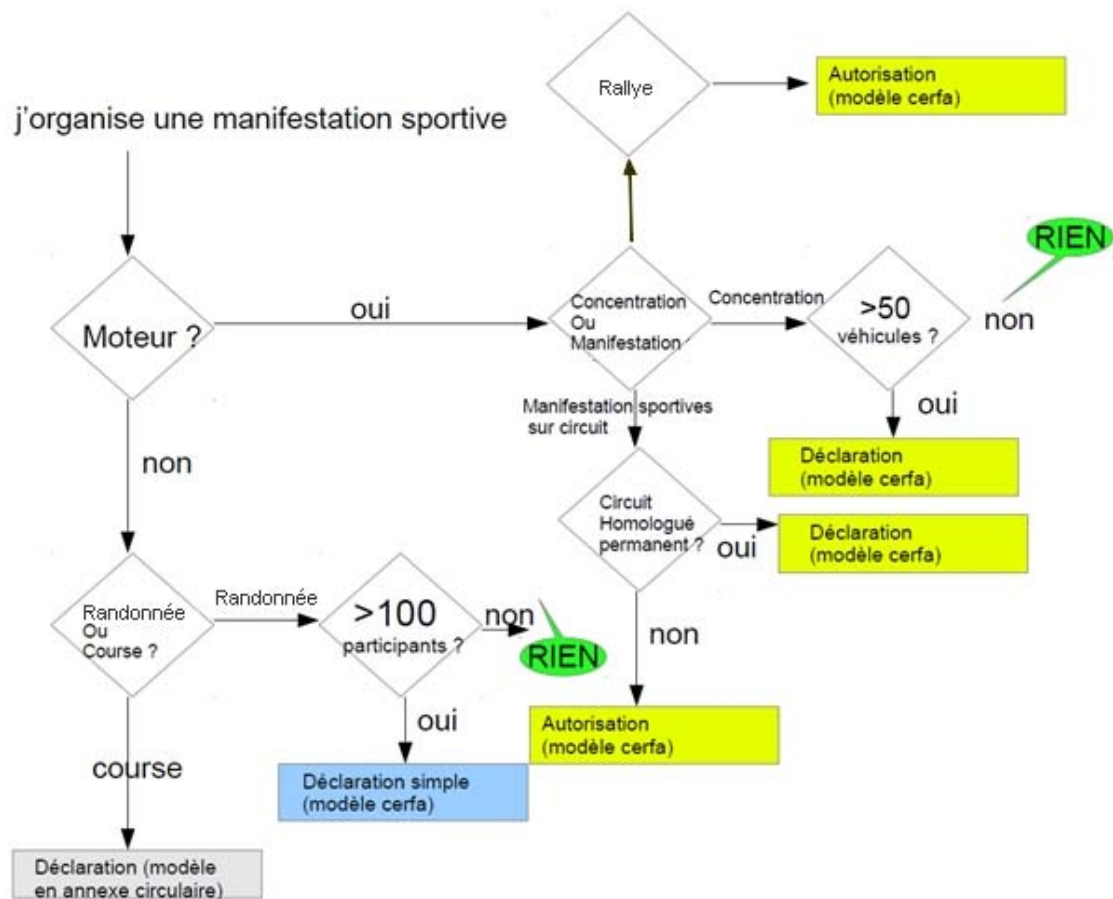 Rallye
Autorisation
(modèle cerfa)
j'organise une manifestation sportive
RIEN
Moteur ?
oui
Concentration
Ou
Manifestation ?
Concentration
>50
véhicules ?
non
Manifestation sportives
sur circuit
oui
Déclaration
(modèle cerfa)
non
Circuit
Homologué
permanent ?
oui
Déclaration
(modèle cerfa)
Randonnée
Ou
Course ?
Randonnée
>100
participants ?
non
RIEN
non
oui
Autorisation
(modèle cerfa)
course
Déclaration simple
(modèle cerfa)
Déclaration (modèle
en annexe circulaire)